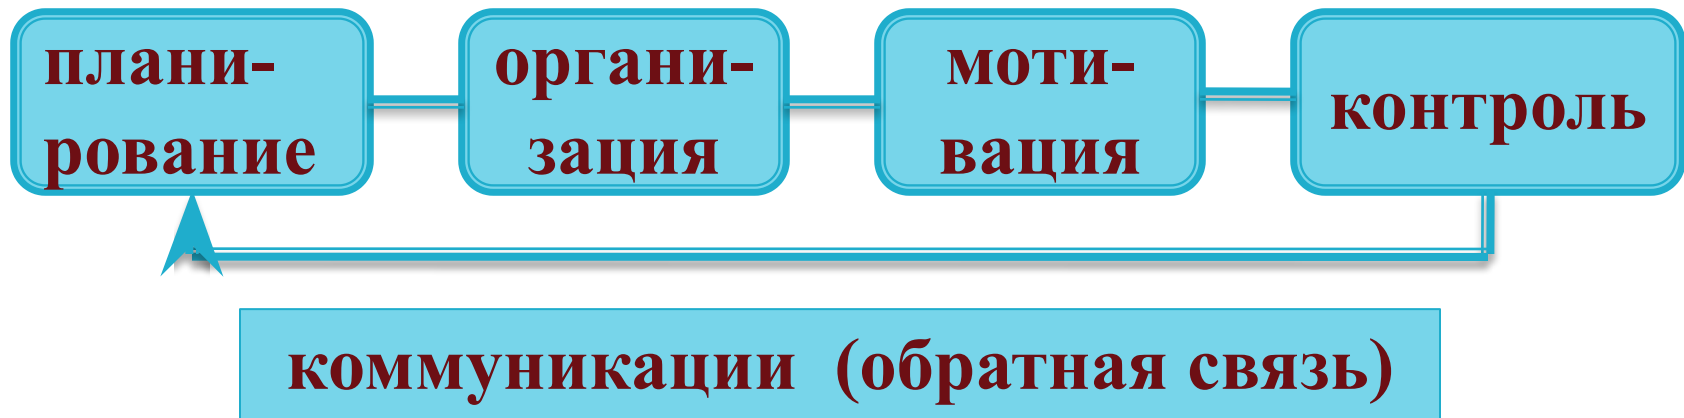 плани-
рование
органи-
зация
моти-
вация
контроль
коммуникации (обратная связь)